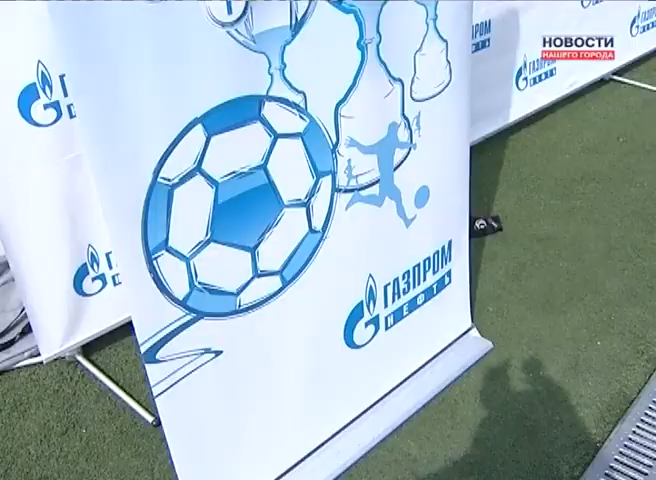 НОВОСТИ
НАШЕГО ГОРОДА
ГАЗПРОМ
НЕФТЬ
ГАЗПРОМ
НЕФТЬ
ГАЗПРОМ
НЕФТЬ